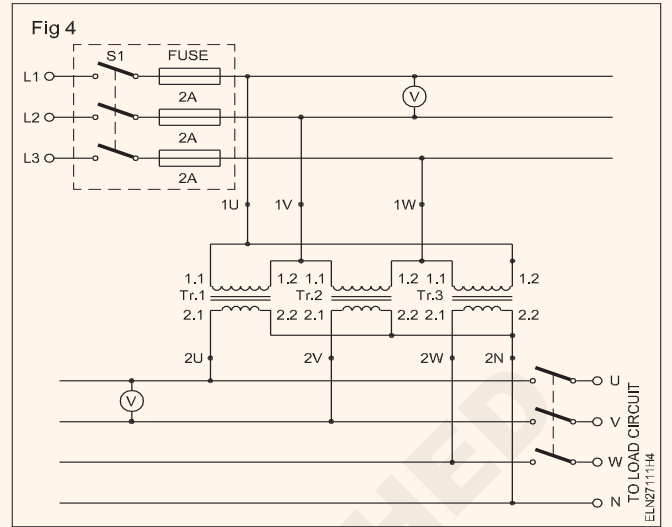 Fig 4
S1 FUSE
L1
2A
V
L2
2A
L3
2A
1U 1V 1W
1.1 1.2 1.1 1.2 1.1 1.2
Tr.1 Tr.2 Tr.3
2.1 2.2 2.1 2.2 2.1 2.2
2U 2V 2W 2N
U
V
V
W
N
TO LOAD CIRCUIT
ELN27111H4
HED